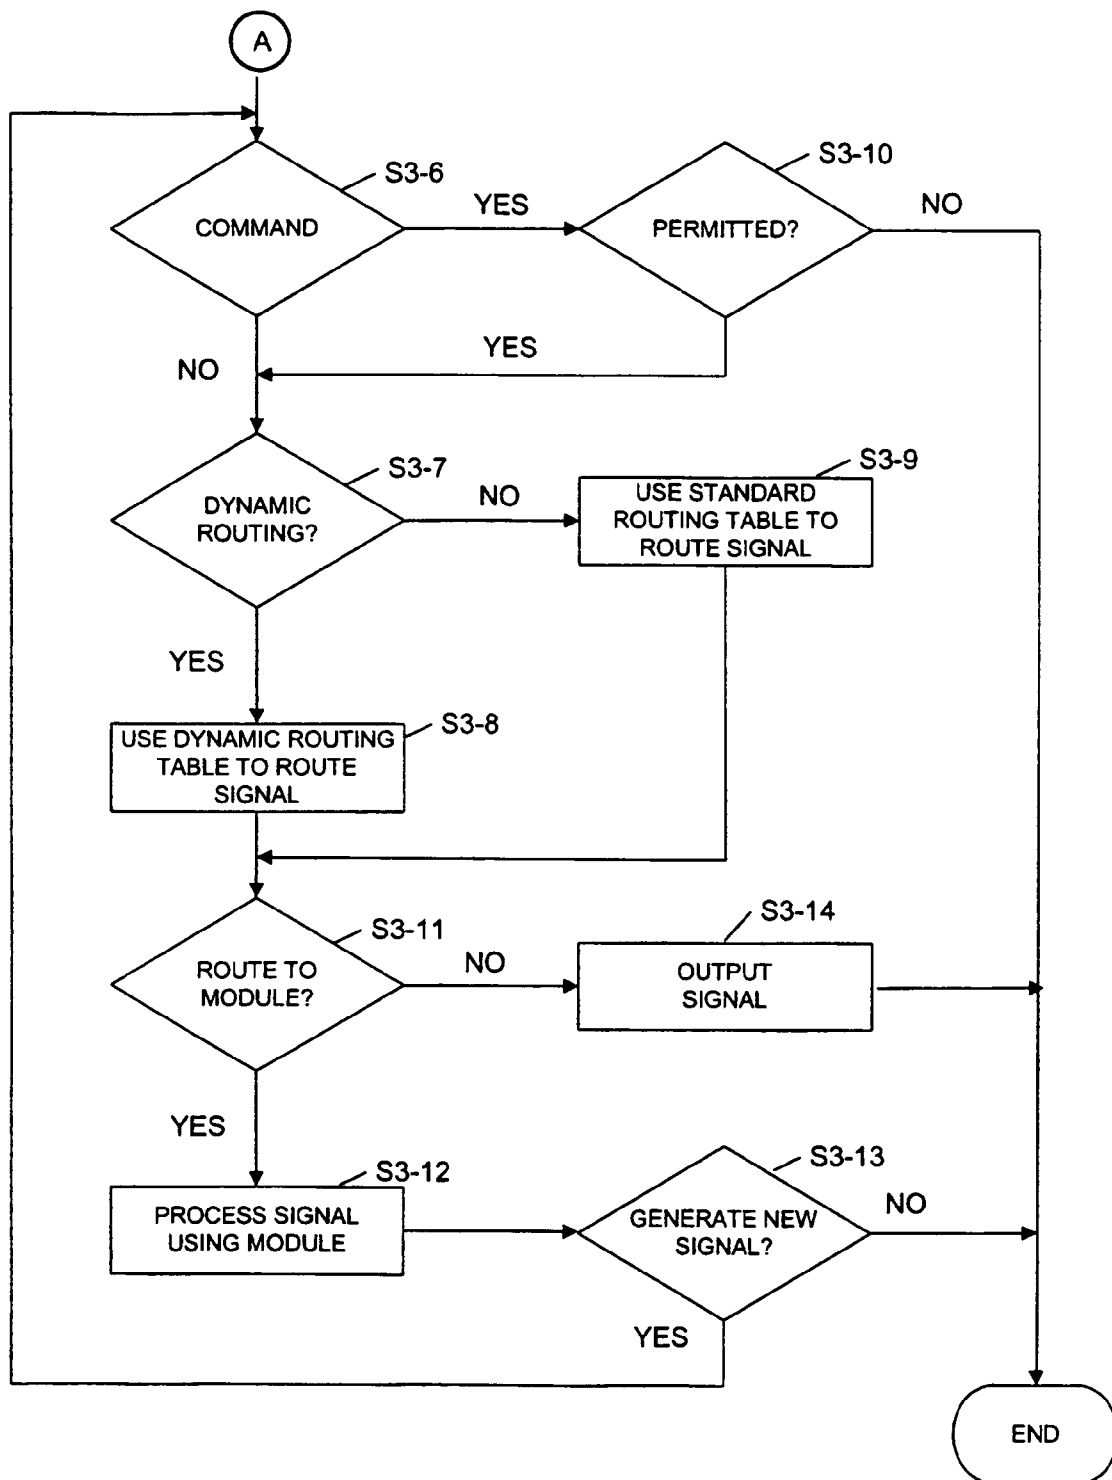 A
S3-6
COMMAND
YES
S3-10
PERMITTED?
NO
YES
NO
S3-7
DYNAMIC
ROUTING?
NO
S3-9
USE STANDARD
ROUTING TABLE TO
ROUTE SIGNAL
YES
S3-8
USE DYNAMIC ROUTING
TABLE TO ROUTE
SIGNAL
S3-11
ROUTE TO
MODULE?
NO
S3-14
OUTPUT
SIGNAL
YES
S3-12
PROCESS SIGNAL
USING MODULE
S3-13
GENERATE NEW
SIGNAL?
NO
YES
END